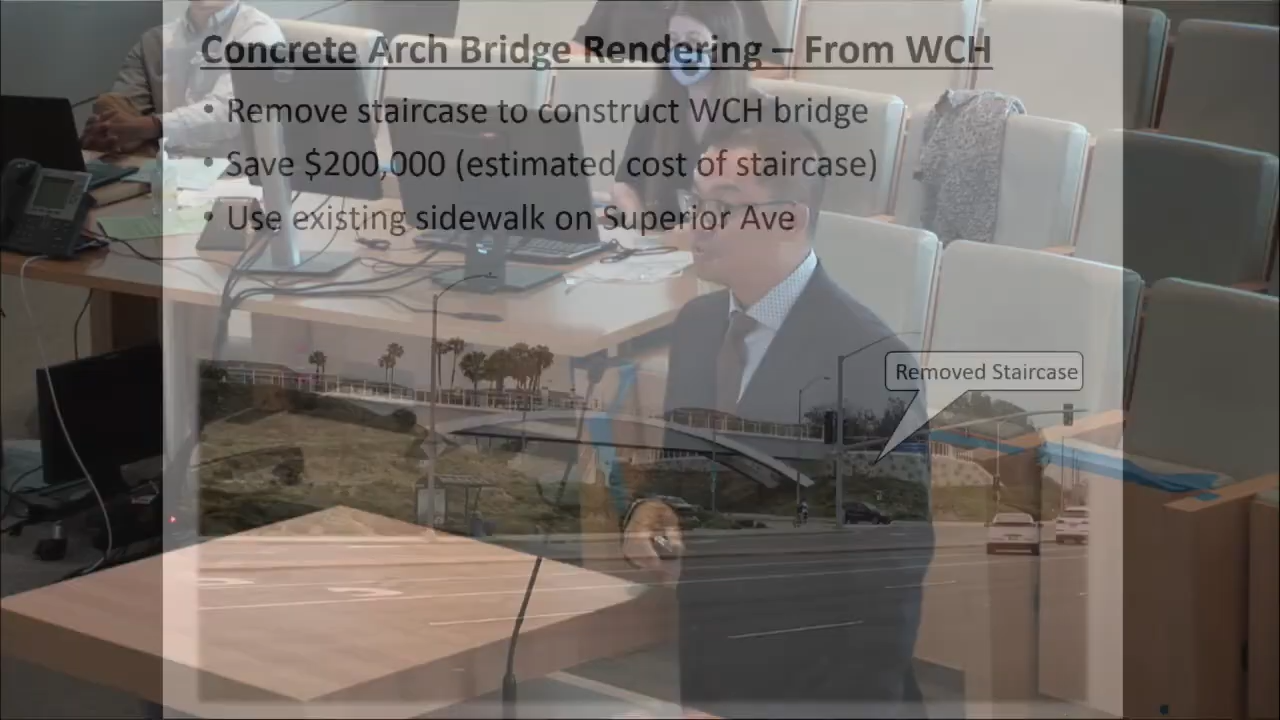 Concrete Arch Bridge Rendering – From WCH
• Remove staircase to construct WCH bridge
• Save $200,000 (estimated cost of staircase)
• Use existing sidewalk on Superior Ave
Removed Staircase